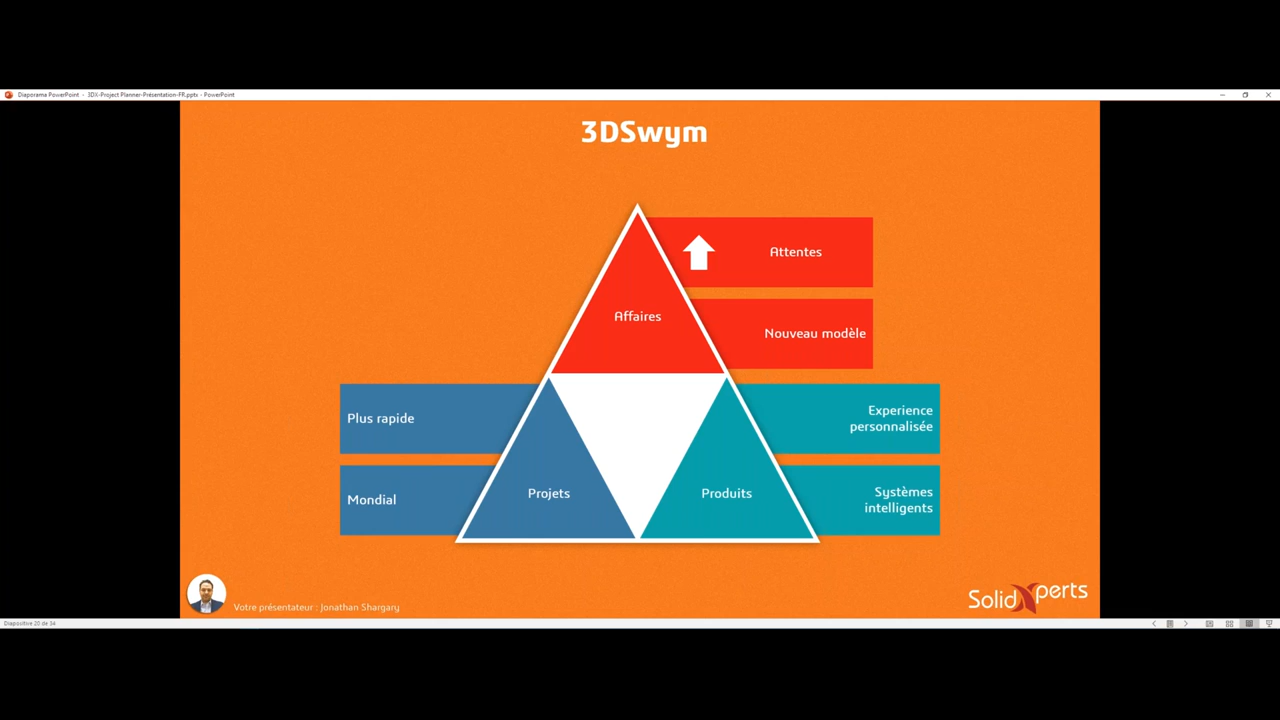 Diaporama PowerPoint - 3DX-Project Planner-Présentation-FR.pptx - PowerPoint
3DSwym
Attentes
Affaires
Nouveau modèle
Plus rapide
Experience
personnalisée
Mondial
Projets
Produits
Systèmes
intelligents
Votre présentateur : Jonathan Shargary
SolidXperts
Diapositive 20 de 34